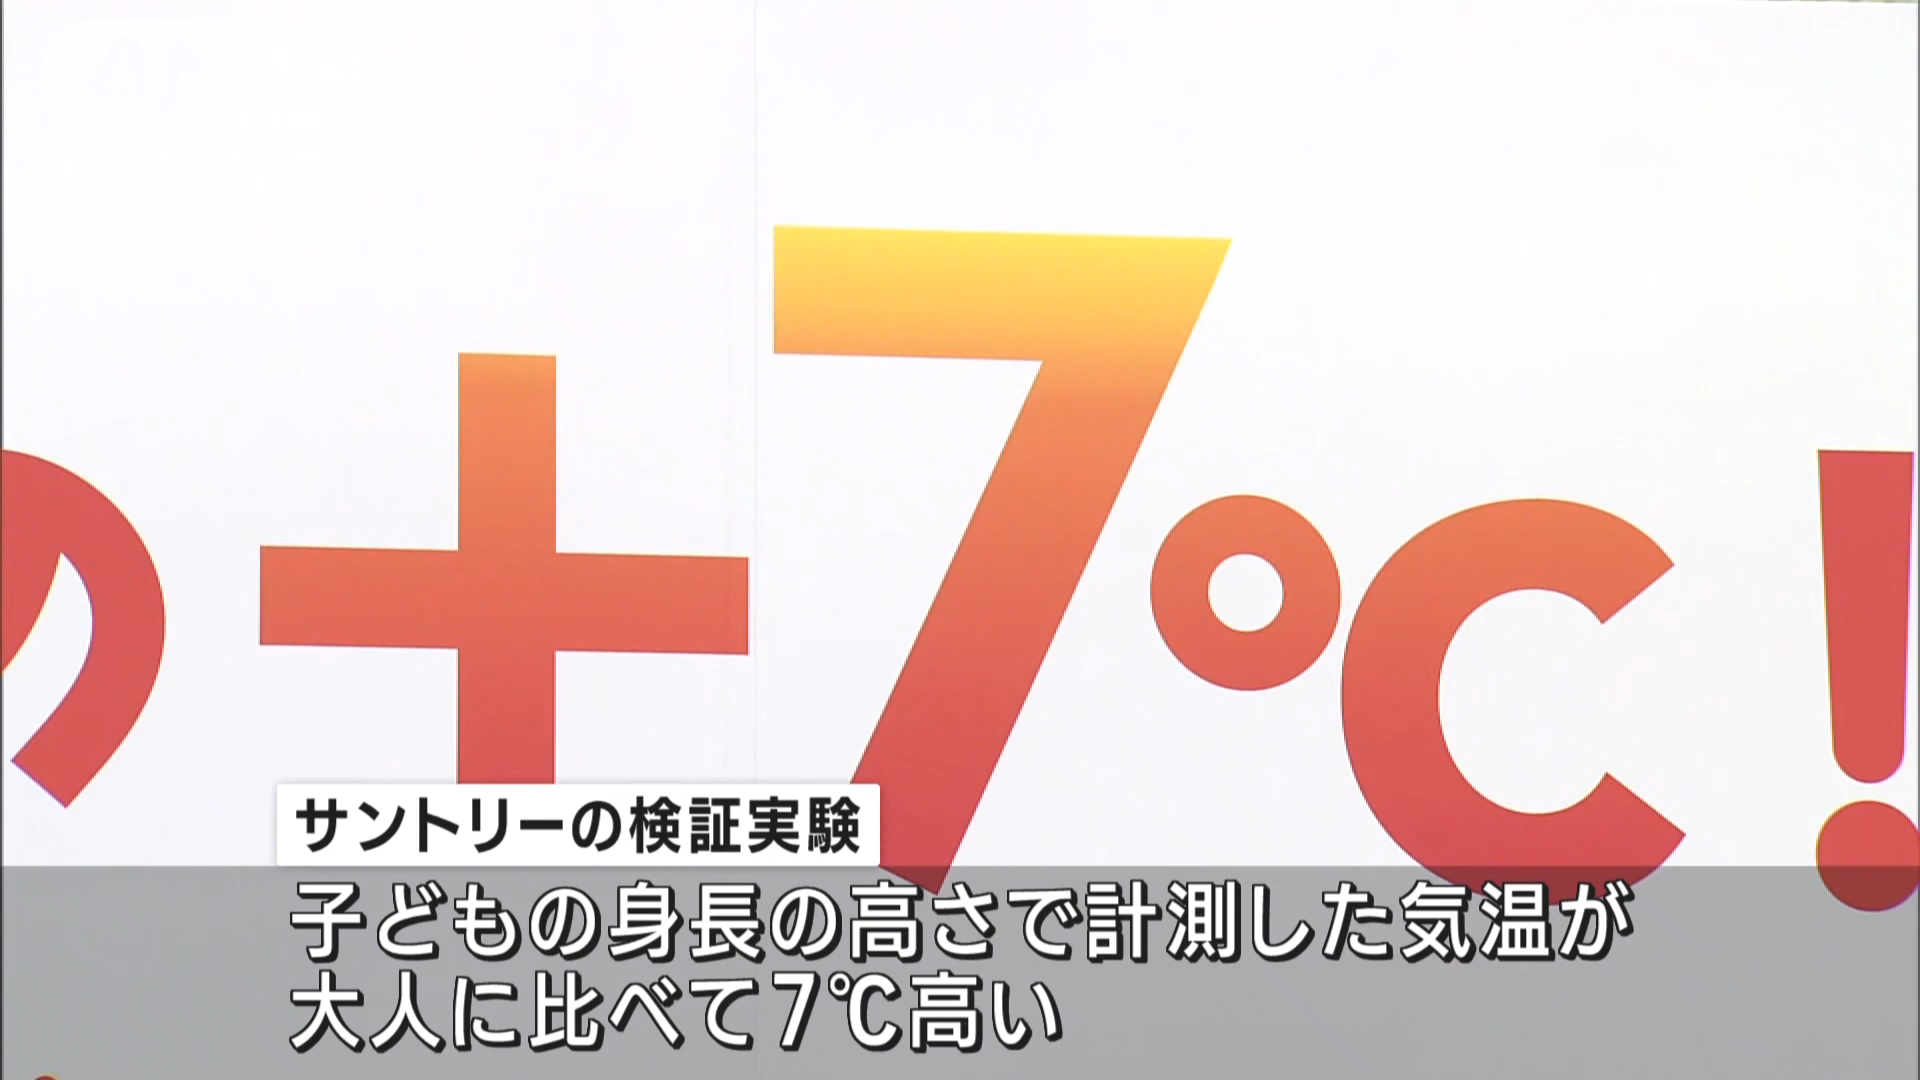 ANN
NEWS
の+7℃!
サントリーの検証実験
子どもの身長の高さで計測した気温が
大人に比べて7℃高い